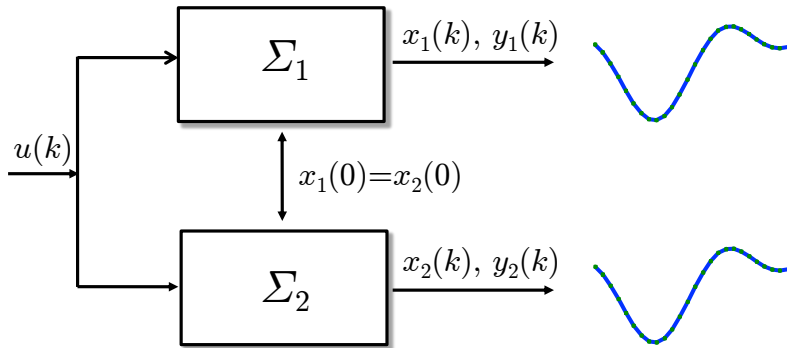 Σ₁
x₁(k), y₁(k)
u(k)
x₁(0)=x₂(0)
Σ₂
x₂(k), y₂(k)